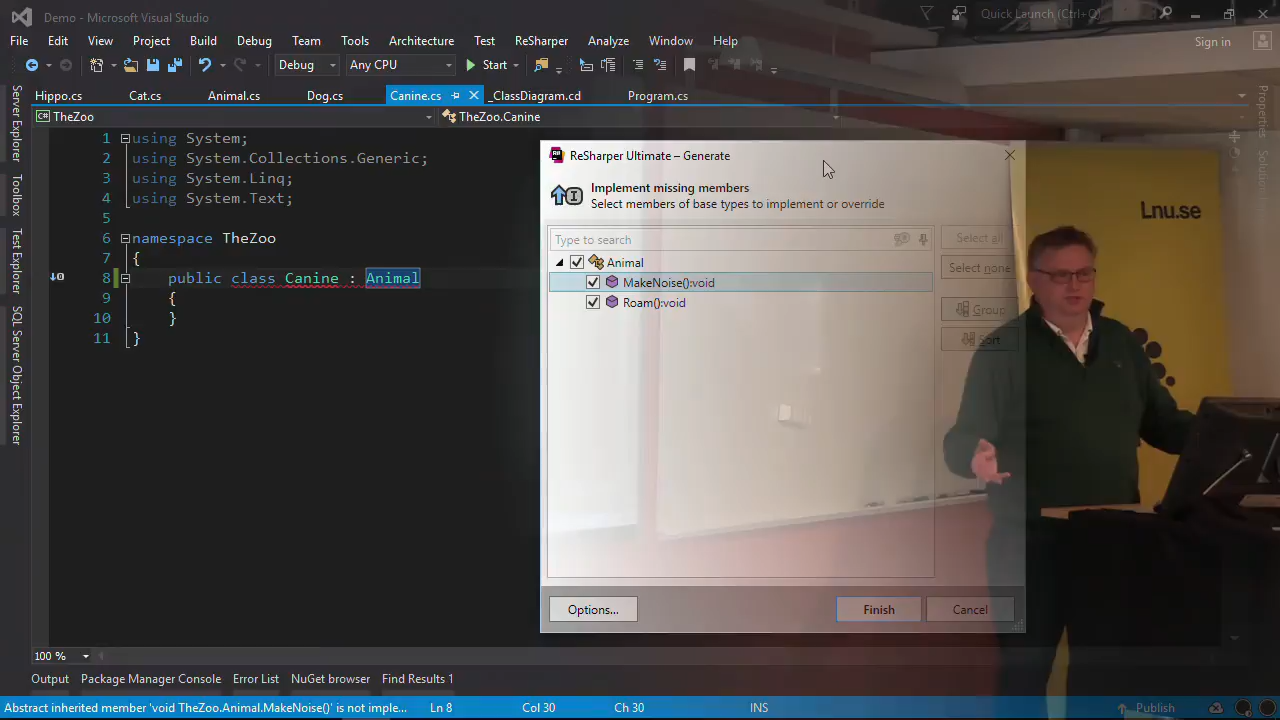 Demo - Microsoft Visual Studio
Quick Launch (Ctrl+Q)
File Edit View Project Build Debug Team Tools Architecture Test ReSharper Analyze Window Help
Sign in
Debug Any CPU Start
Hippo.cs Cat.cs Animal.cs Dog.cs Canine.cs _ClassDiagram.cd Program.cs
TheZoo TheZoo.Canine
Server Explorer
Toolbox
Test Explorer
SQL Server Object Explorer
1 using System;
2 using System.Collections.Generic;
3 using System.Linq;
4 using System.Text;
5
6 namespace TheZoo
7 {
8 public class Canine : Animal
9 {
10 }
11 }
ReSharper Ultimate – Generate
Implement missing members
Select members of base types to implement or override
Type to search
Animal
MakeNoise():void
Roam():void
Select all
Select none
Group
Sort
Options...
Finish
Cancel
Lnu.se
Properties
100 %
Output Package Manager Console Error List NuGet browser Find Results 1
Abstract inherited member 'void TheZoo.Animal.MakeNoise()' is not imple...
Ln 8 Col 30 Ch 30 INS
Publish